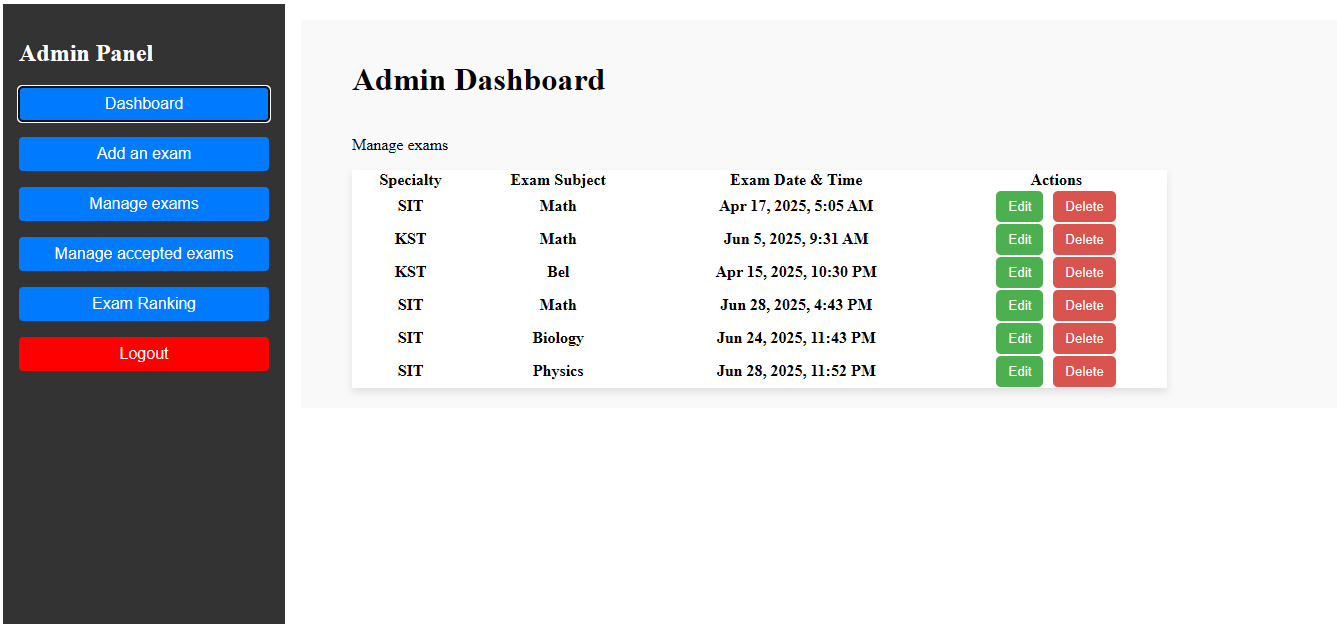 Admin Panel
Dashboard
Add an exam
Manage exams
Manage accepted exams
Exam Ranking
Logout
Admin Dashboard
Manage exams
Specialty Exam Subject Exam Date & Time Actions
SIT Math Apr 17, 2025, 5:05 AM Edit Delete
KST Math Jun 5, 2025, 9:31 AM Edit Delete
KST Bel Apr 15, 2025, 10:30 PM Edit Delete
SIT Math Jun 28, 2025, 4:43 PM Edit Delete
SIT Biology Jun 24, 2025, 11:43 PM Edit Delete
SIT Physics Jun 28, 2025, 11:52 PM Edit Delete